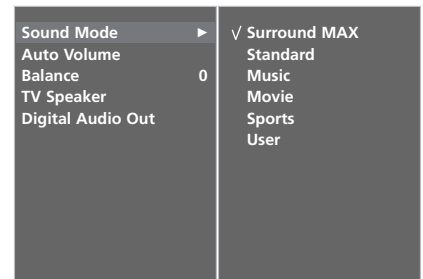 Sound Mode ►
Auto Volume
Balance 0
TV Speaker
Digital Audio Out
√ Surround MAX
Standard
Music
Movie
Sports
User